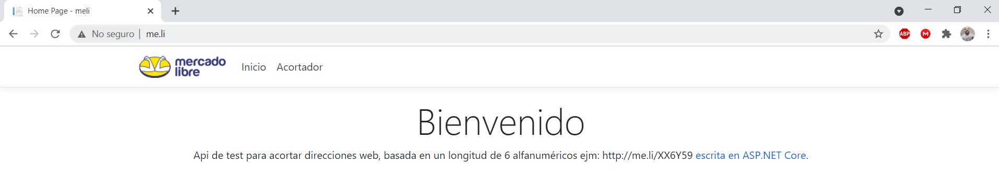 Home Page - meli
No seguro | me.li
ABP
M
mercado
libre
Inicio Acortador
Bienvenido
Api de test para acortar direcciones web, basada en un longitud de 6 alfanuméricos ejm: http://me.li/XX6Y59 escrita en ASP.NET Core.